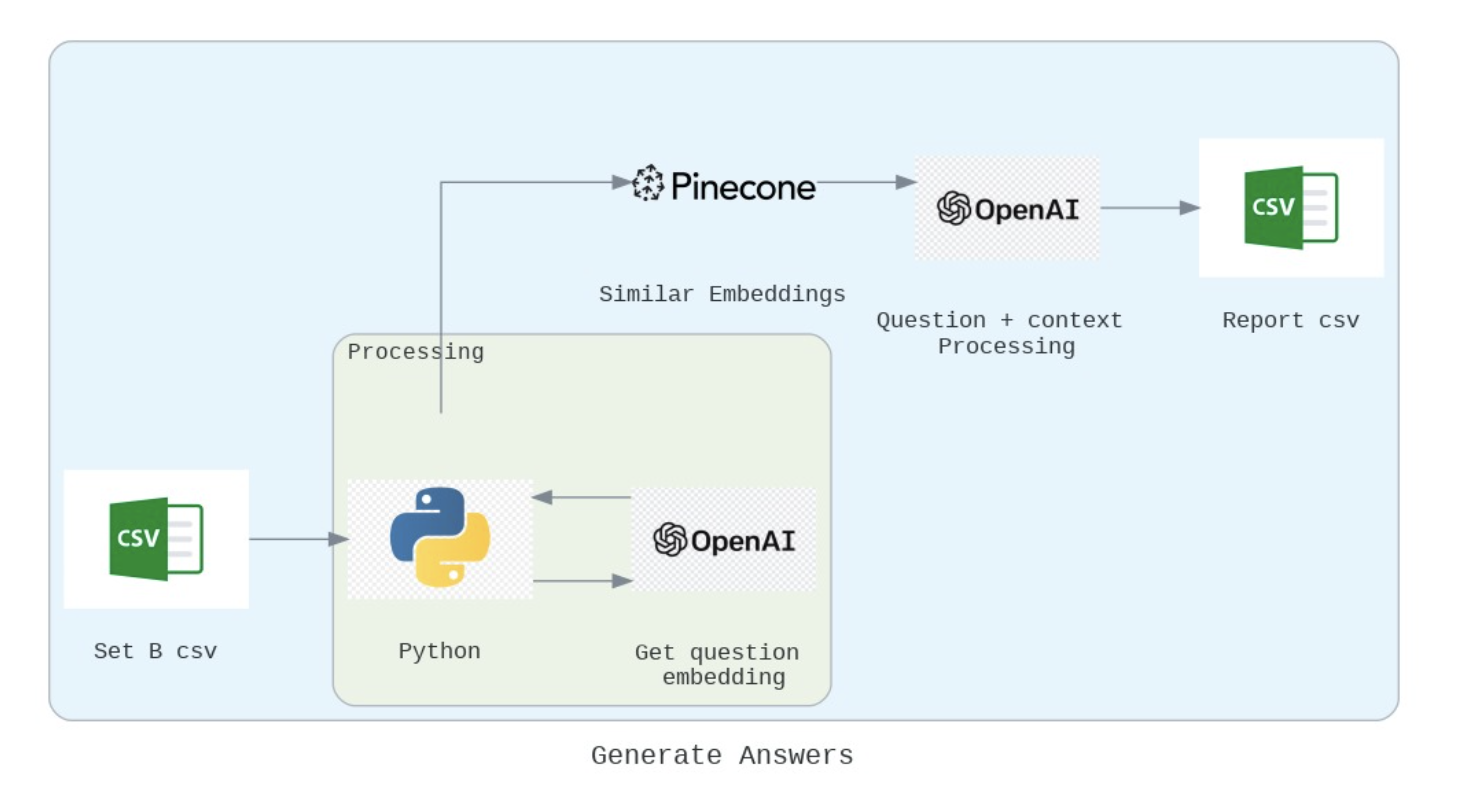 Pinecone
OpenAI
CSV
Similar Embeddings
Question + context
Processing
Report csv
Processing
CSV
OpenAI
Set B csv
Python
Get question
embedding
Generate Answers